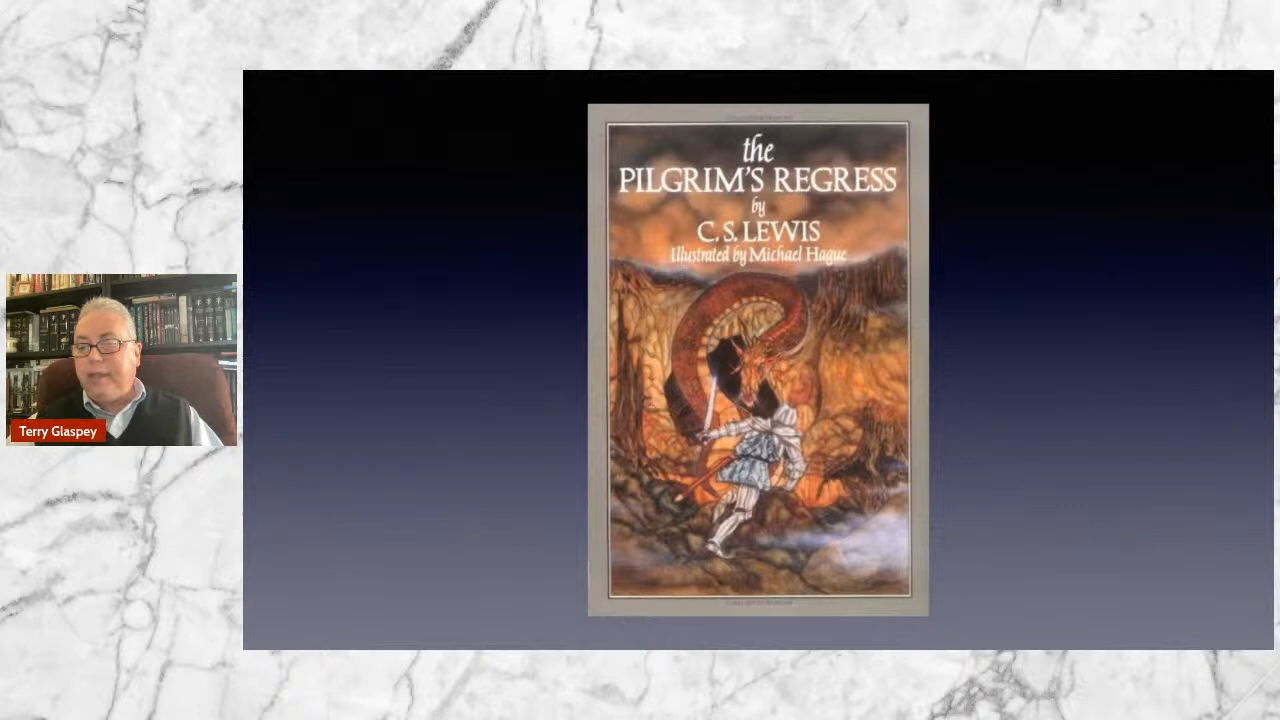 the
PILGRIM'S REGRESS
by
C. S. LEWIS
Illustrated by Michael Hague
Terry Glaspey